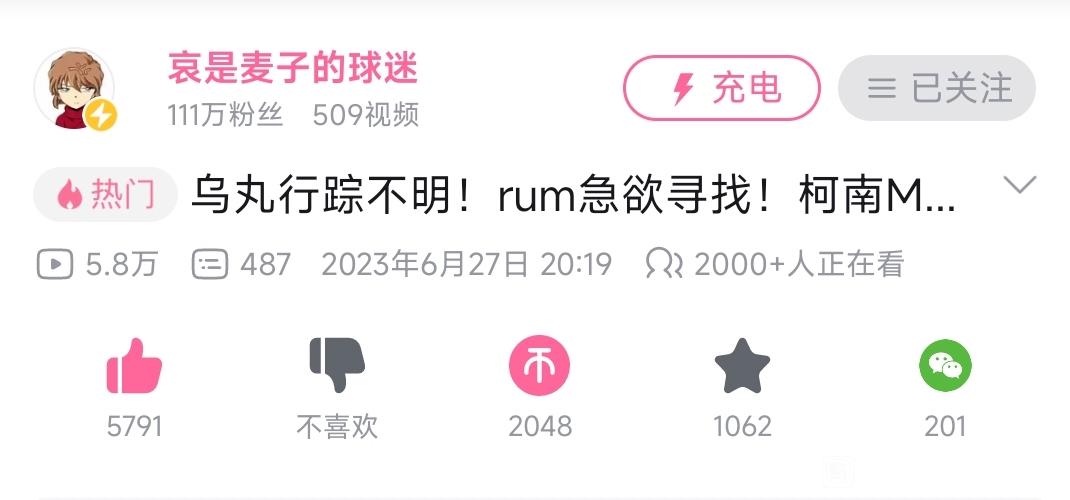 哀是麦子的球迷
111万粉丝 509视频
充电
已关注
热门 乌丸行踪不明！rum急欲寻找！柯南M...
5.8万 487 2023年6月27日 20:19 2000+人正在看
5791 不喜欢 2048 1062 201